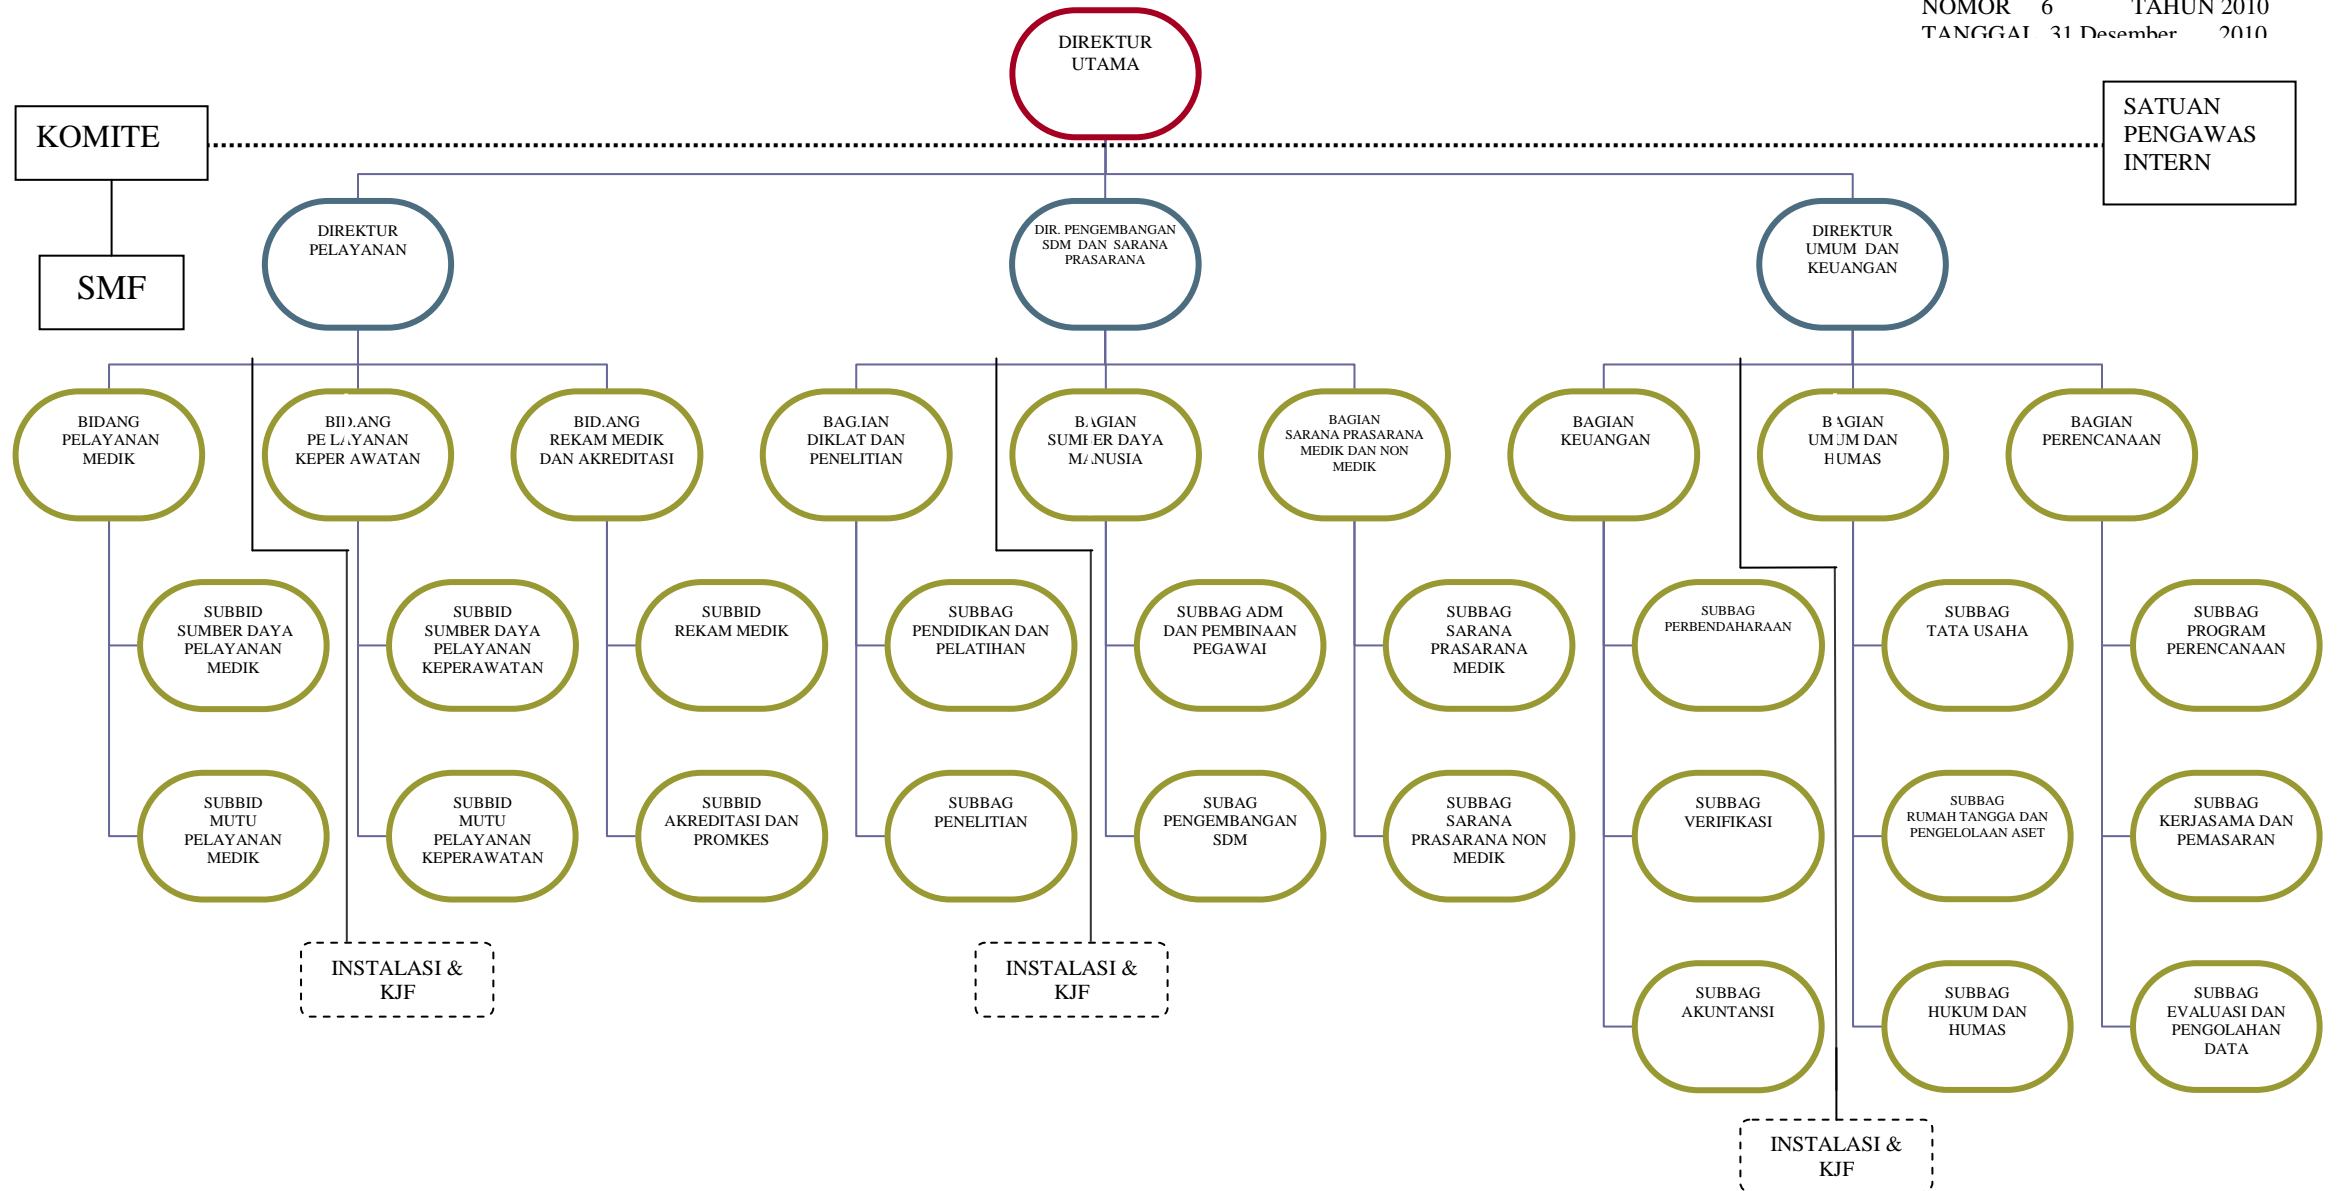 NOMOR 6 TAHUN 2010
TANGGAL 31 Desember 2010
DIREKTUR
UTAMA
KOMITE
SATUAN
PENGAWAS
INTERN
SMF
DIREKTUR
PELAYANAN
DIR. PENGEMBANGAN
SDM DAN SARANA
PRASARANA
DIREKTUR
UMUM DAN
KEUANGAN
BIDANG
PELAYANAN
MEDIK
BIDANG
PELAYANAN
KEPERAWATAN
BIDANG
REKAM MEDIK
DAN AKREDITASI
BAGIAN
DIKLAT DAN
PENELITIAN
BAGIAN
SUMBER DAYA
MANUSIA
BAGIAN
SARANA PRASARANA
MEDIK DAN NON
MEDIK
BAGIAN
KEUANGAN
BAGIAN
UMUM DAN
HUMAS
BAGIAN
PERENCANAAN
SUBBID
SUMBER DAYA
PELAYANAN
MEDIK
SUBBID
SUMBER DAYA
PELAYANAN
KEPERAWATAN
SUBBID
REKAM MEDIK
SUBBAG
PENDIDIKAN DAN
PELATIHAN
SUBBAG ADM
DAN PEMBINAAN
PEGAWAI
SUBBAG
SARANA
PRASARANA
MEDIK
SUBBAG
PERBENDAHARAAN
SUBBAG
TATA USAHA
SUBBAG
PROGRAM
PERENCANAAN
SUBBID
MUTU
PELAYANAN
MEDIK
SUBBID
MUTU
PELAYANAN
KEPERAWATAN
SUBBID
AKREDITASI DAN
PROMKES
SUBBAG
PENELITIAN
SUBAG
PENGEMBANGAN
SDM
SUBBAG
SARANA
PRASARANA NON
MEDIK
SUBBAG
VERIFIKASI
SUBBAG
RUMAH TANGGA DAN
PENGELOLAAN ASET
SUBBAG
KERJASAMA DAN
PEMASARAN
INSTALASI &
KJF
INSTALASI &
KJF
SUBBAG
AKUNTANSI
SUBBAG
HUKUM DAN
HUMAS
SUBBAG
EVALUASI DAN
PENGOLAHAN
DATA
INSTALASI &
KJF